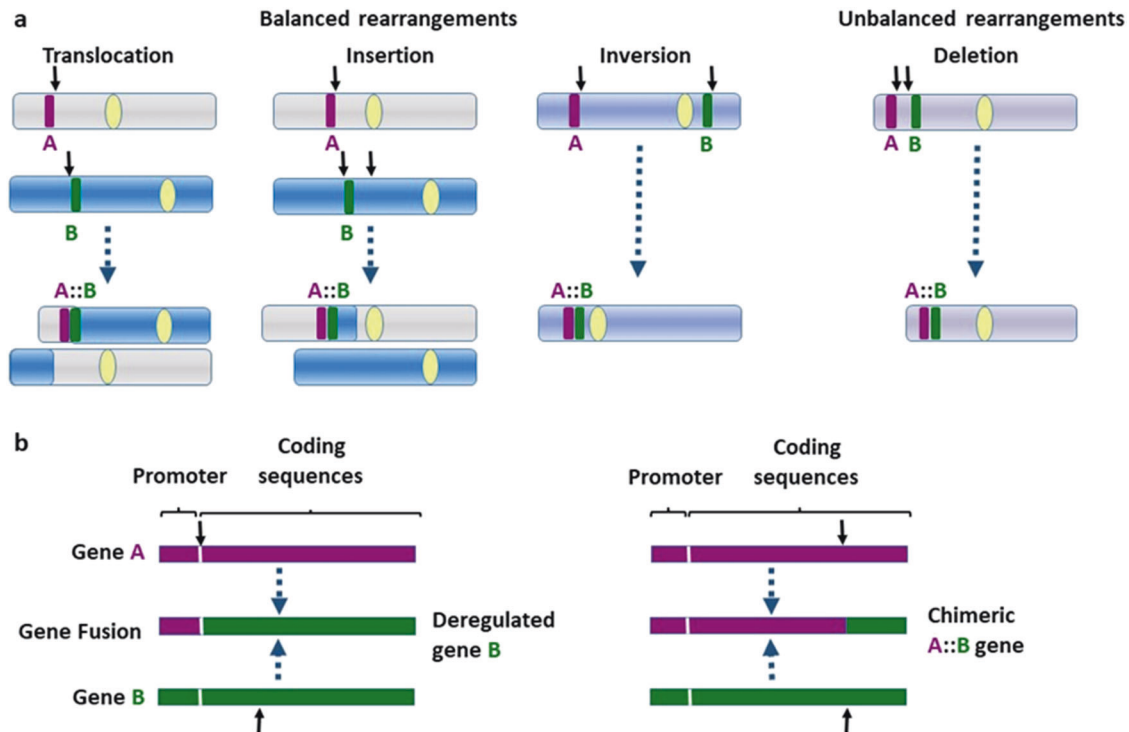 a
Balanced rearrangements
Unbalanced rearrangements
Translocation
Insertion
Inversion
Deletion
A
A
A
B
A
B
B
B
A::B
A::B
A::B
A::B
b
Promoter
Coding
sequences
Promoter
Coding
sequences
Gene A
Gene Fusion
Deregulated
gene B
Chimeric
A::B gene
Gene B